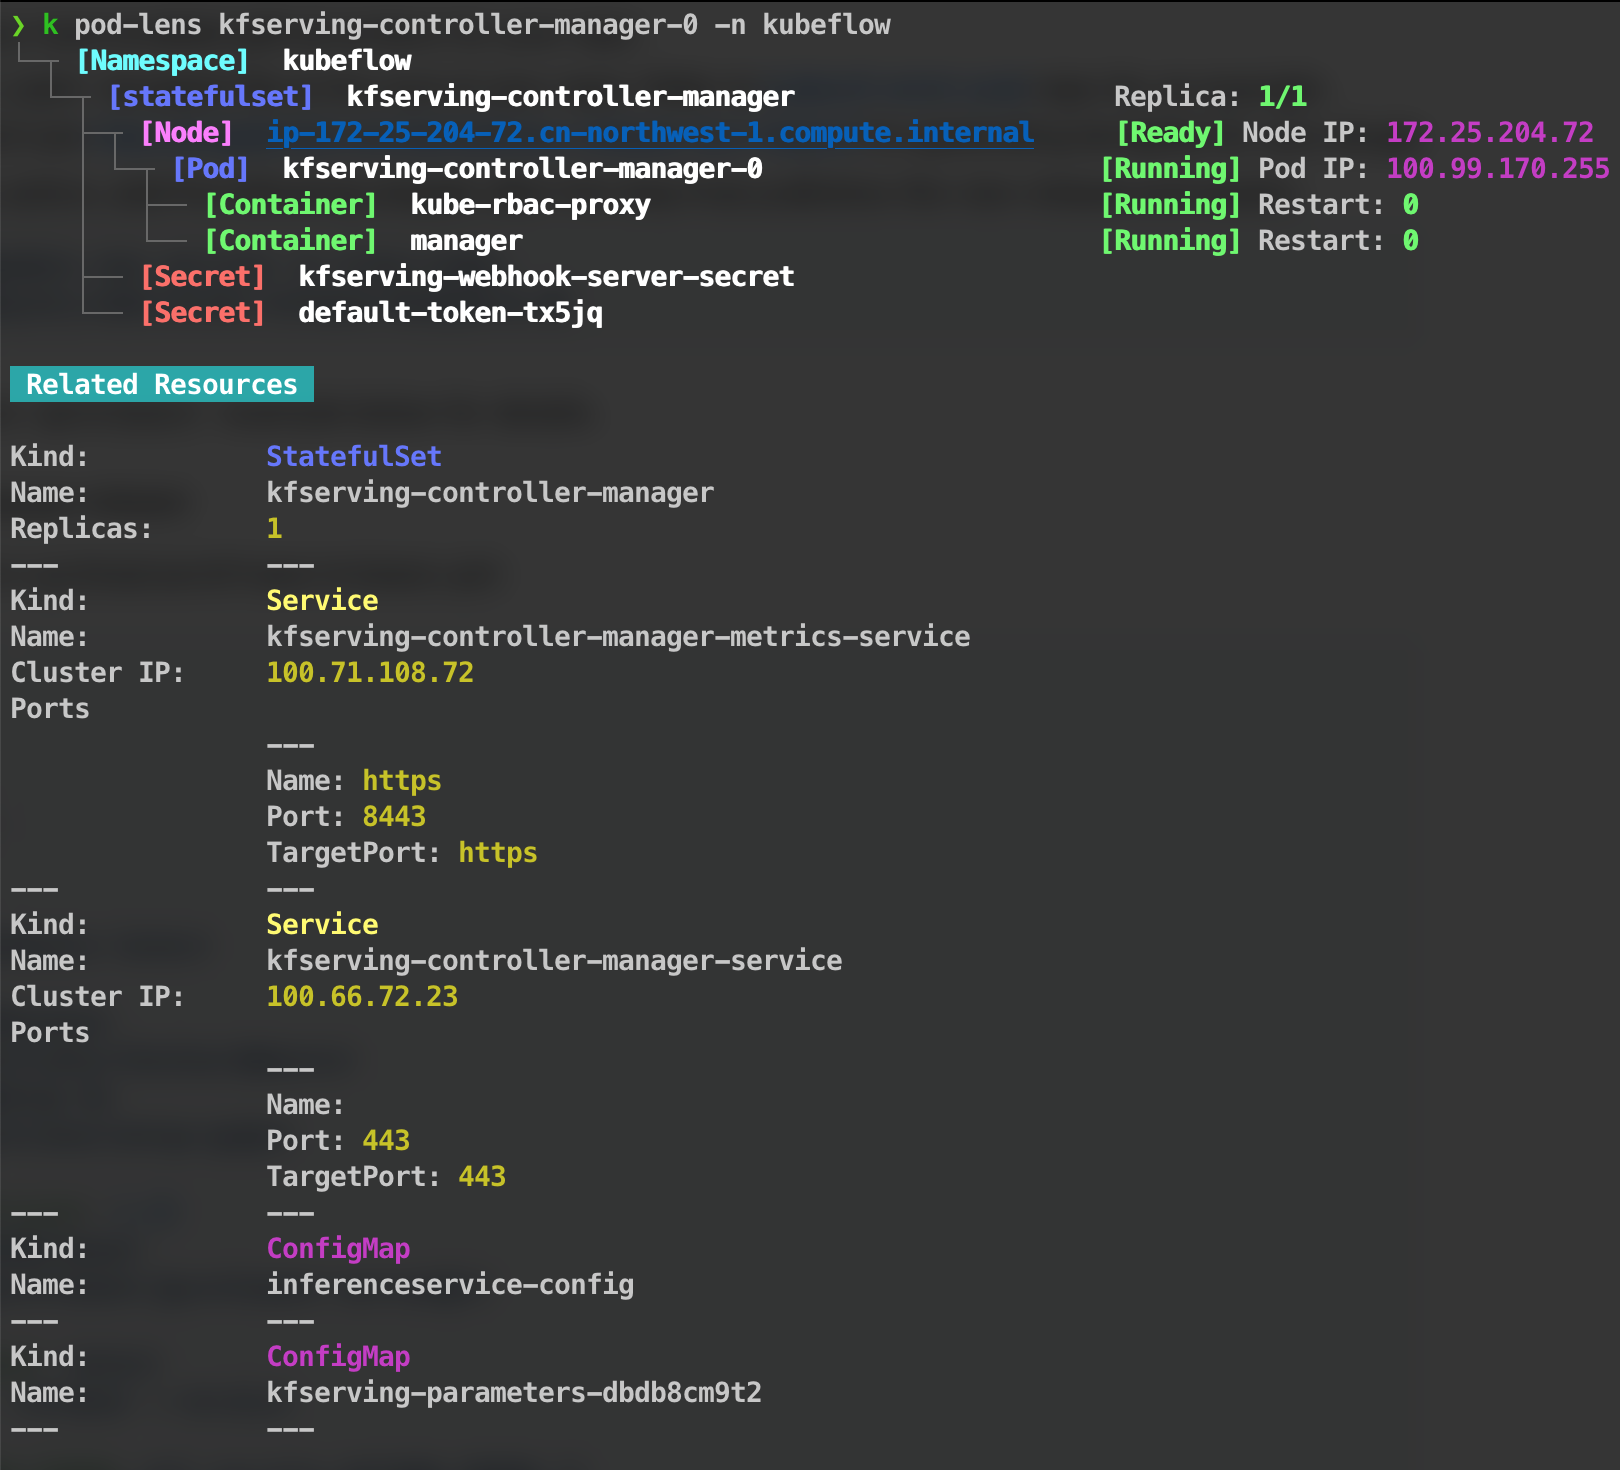 ❯ k pod-lens kfserving-controller-manager-0 -n kubeflow
[Namespace] kubeflow
[statefulset] kfserving-controller-manager Replica: 1/1
[Node] ip-172-25-204-72.cn-northwest-1.compute.internal [Ready] Node IP: 172.25.204.72
[Pod] kfserving-controller-manager-0 [Running] Pod IP: 100.99.170.255
[Container] kube-rbac-proxy [Running] Restart: 0
[Container] manager [Running] Restart: 0
[Secret] kfserving-webhook-server-secret
[Secret] default-token-tx5jq
Related Resources
Kind: StatefulSet
Name: kfserving-controller-manager
Replicas: 1
--- ---
Kind: Service
Name: kfserving-controller-manager-metrics-service
Cluster IP: 100.71.108.72
Ports
---
Name: https
Port: 8443
TargetPort: https
--- ---
Kind: Service
Name: kfserving-controller-manager-service
Cluster IP: 100.66.72.23
Ports
---
Name:
Port: 443
TargetPort: 443
--- ---
Kind: ConfigMap
Name: inferenceservice-config
--- ---
Kind: ConfigMap
Name: kfserving-parameters-dbdb8cm9t2
--- ---